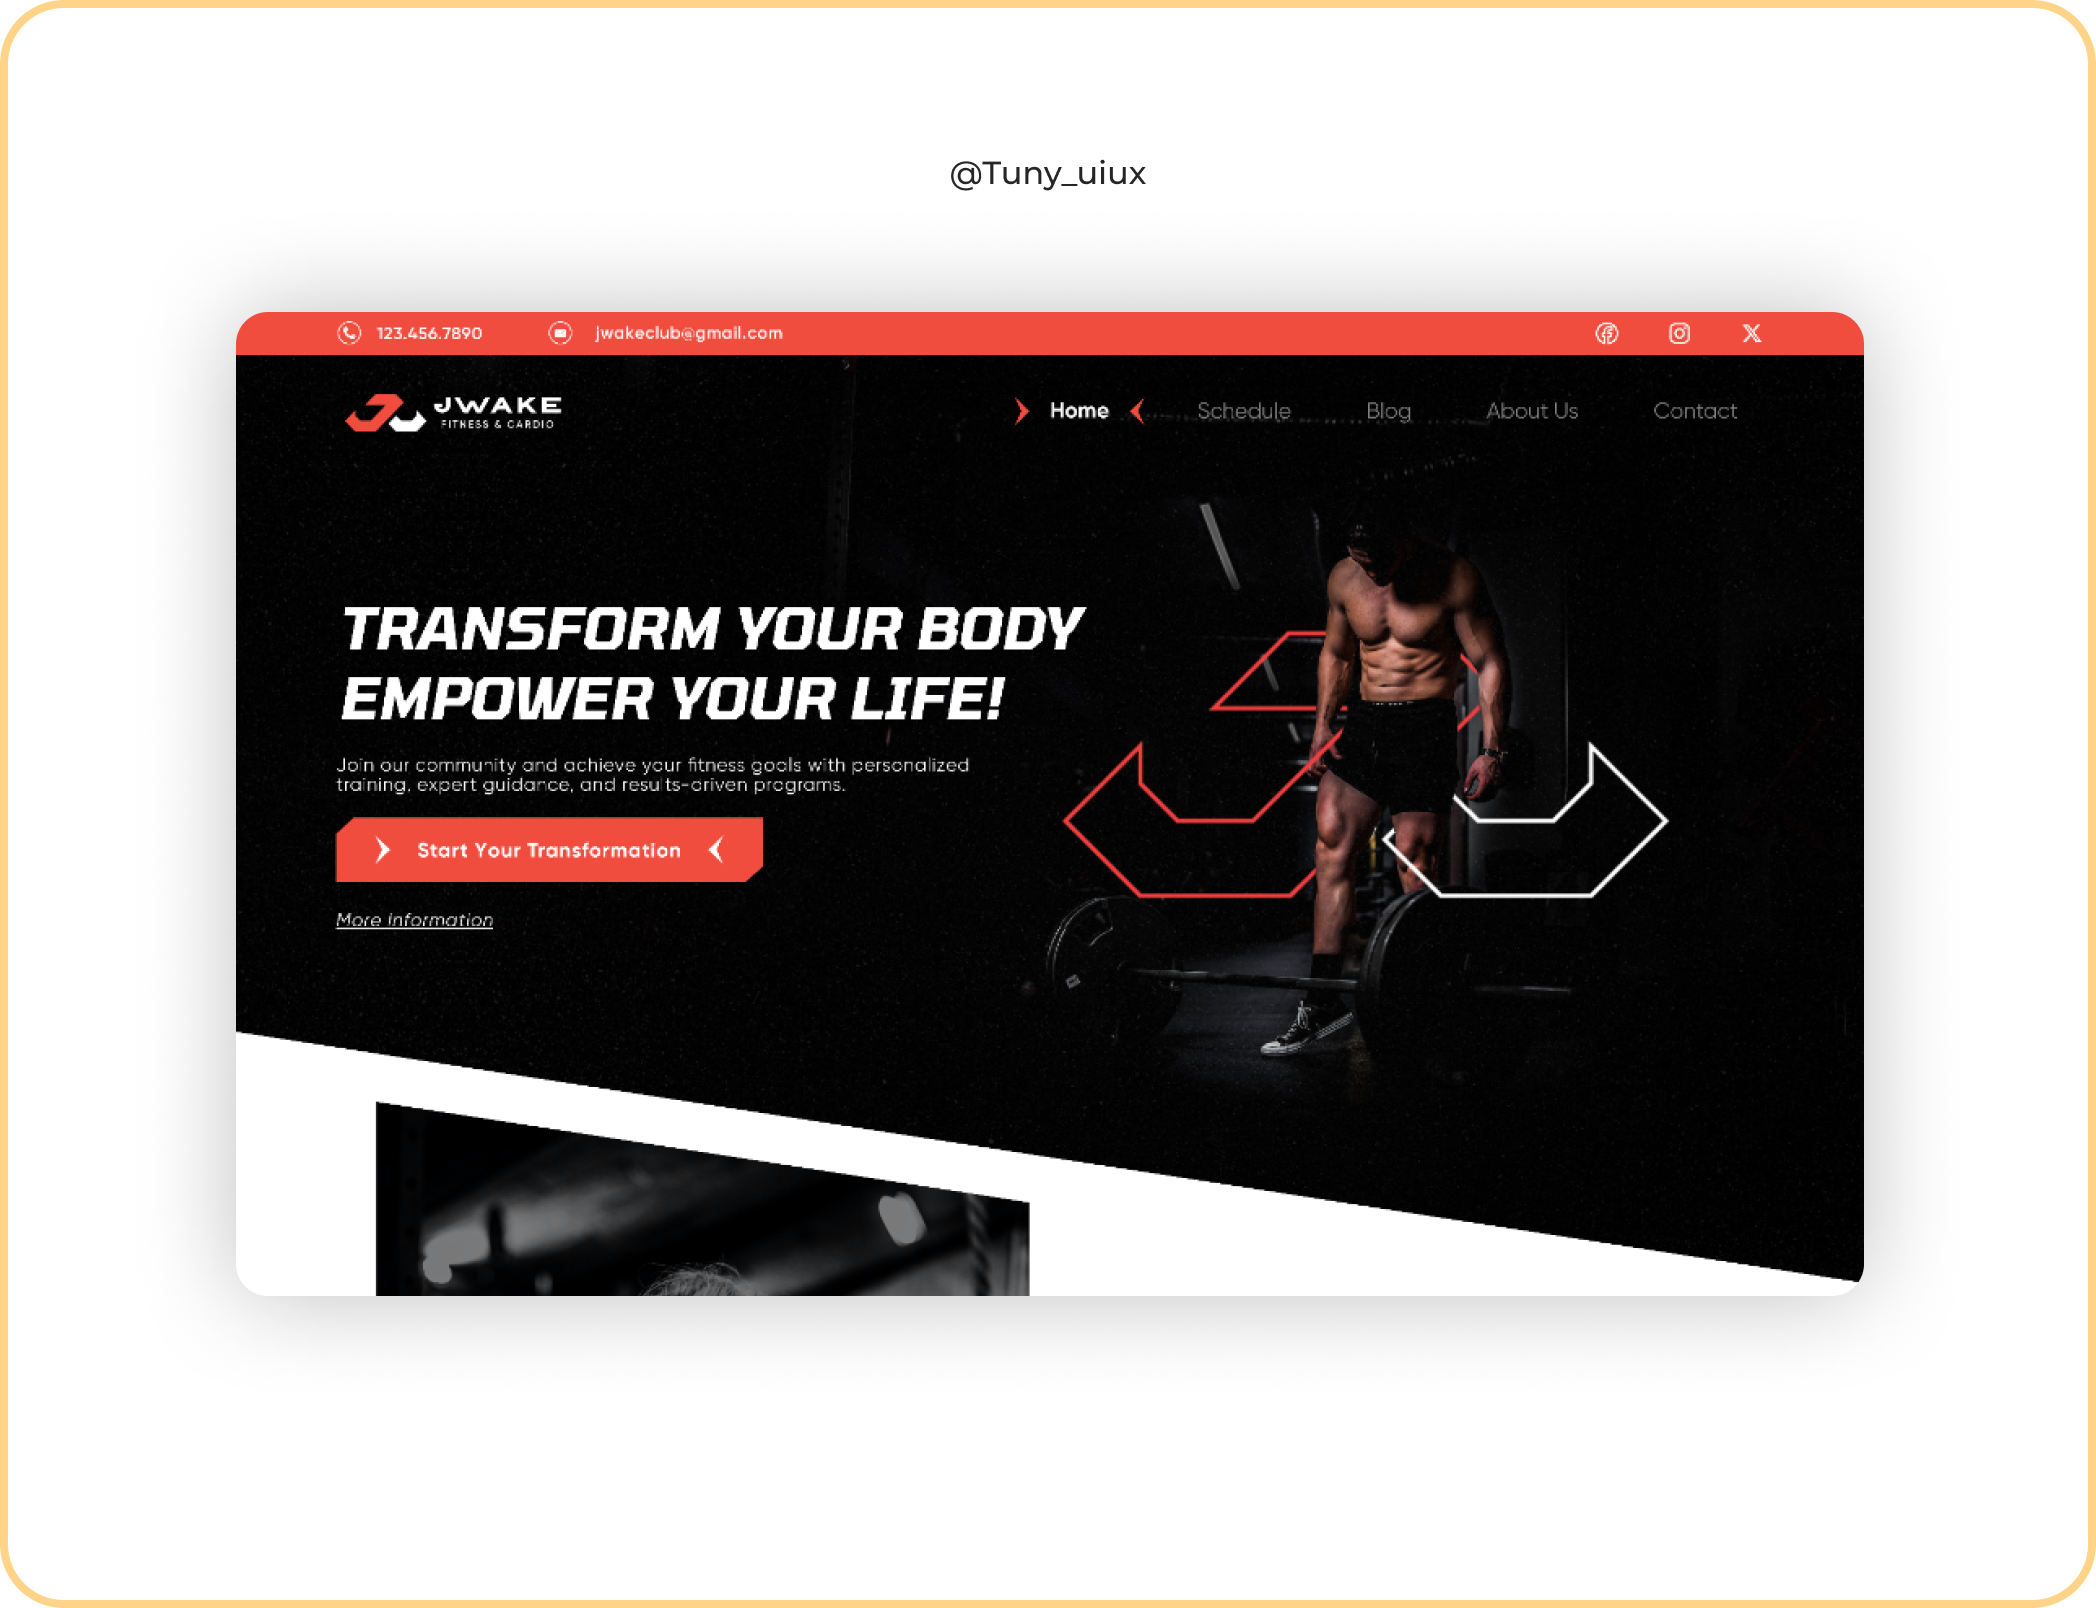 @Tuny_uiux
123.456.7890
jwakeclub@gmail.com
JWAKE
FITNESS & CARDIO
Home
Schedule
Blog
About Us
Contact
TRANSFORM YOUR BODY
EMPOWER YOUR LIFE!
Join our community and achieve your fitness goals with personalized
training, expert guidance, and results-driven programs.
Start Your Transformation
More Information